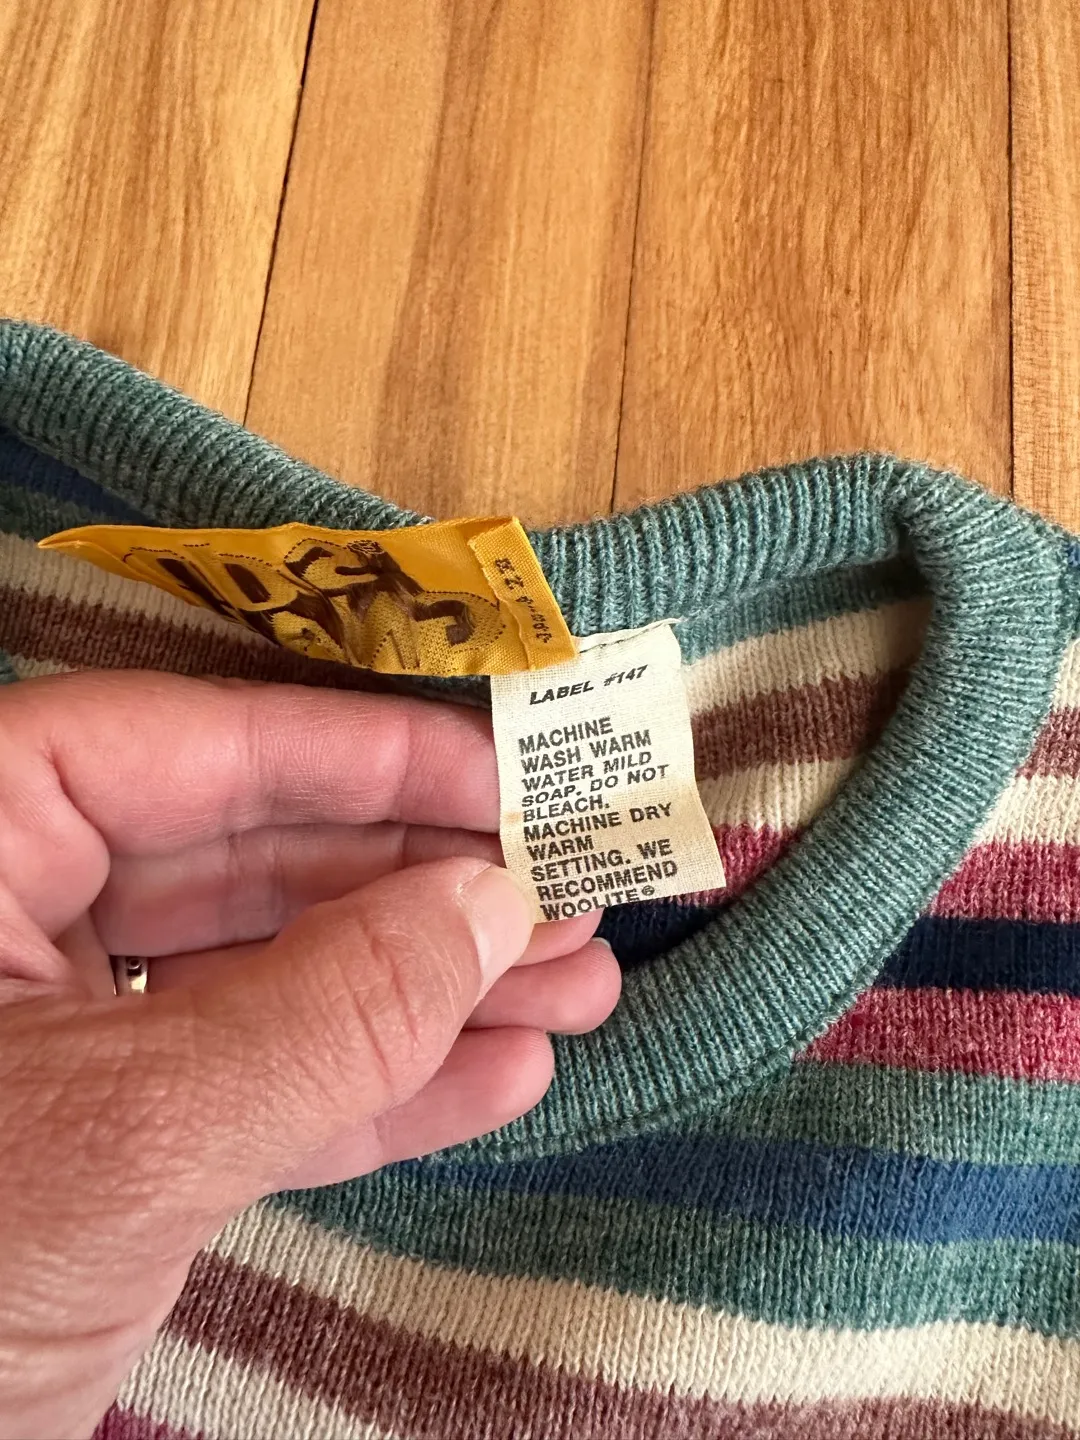 LABEL #147
MACHINE
WASH WARM
WATER MILD
SOAP. DO NOT
BLEACH.
MACHINE DRY
WARM
SETTING. WE
RECOMMEND
WOOLITE®